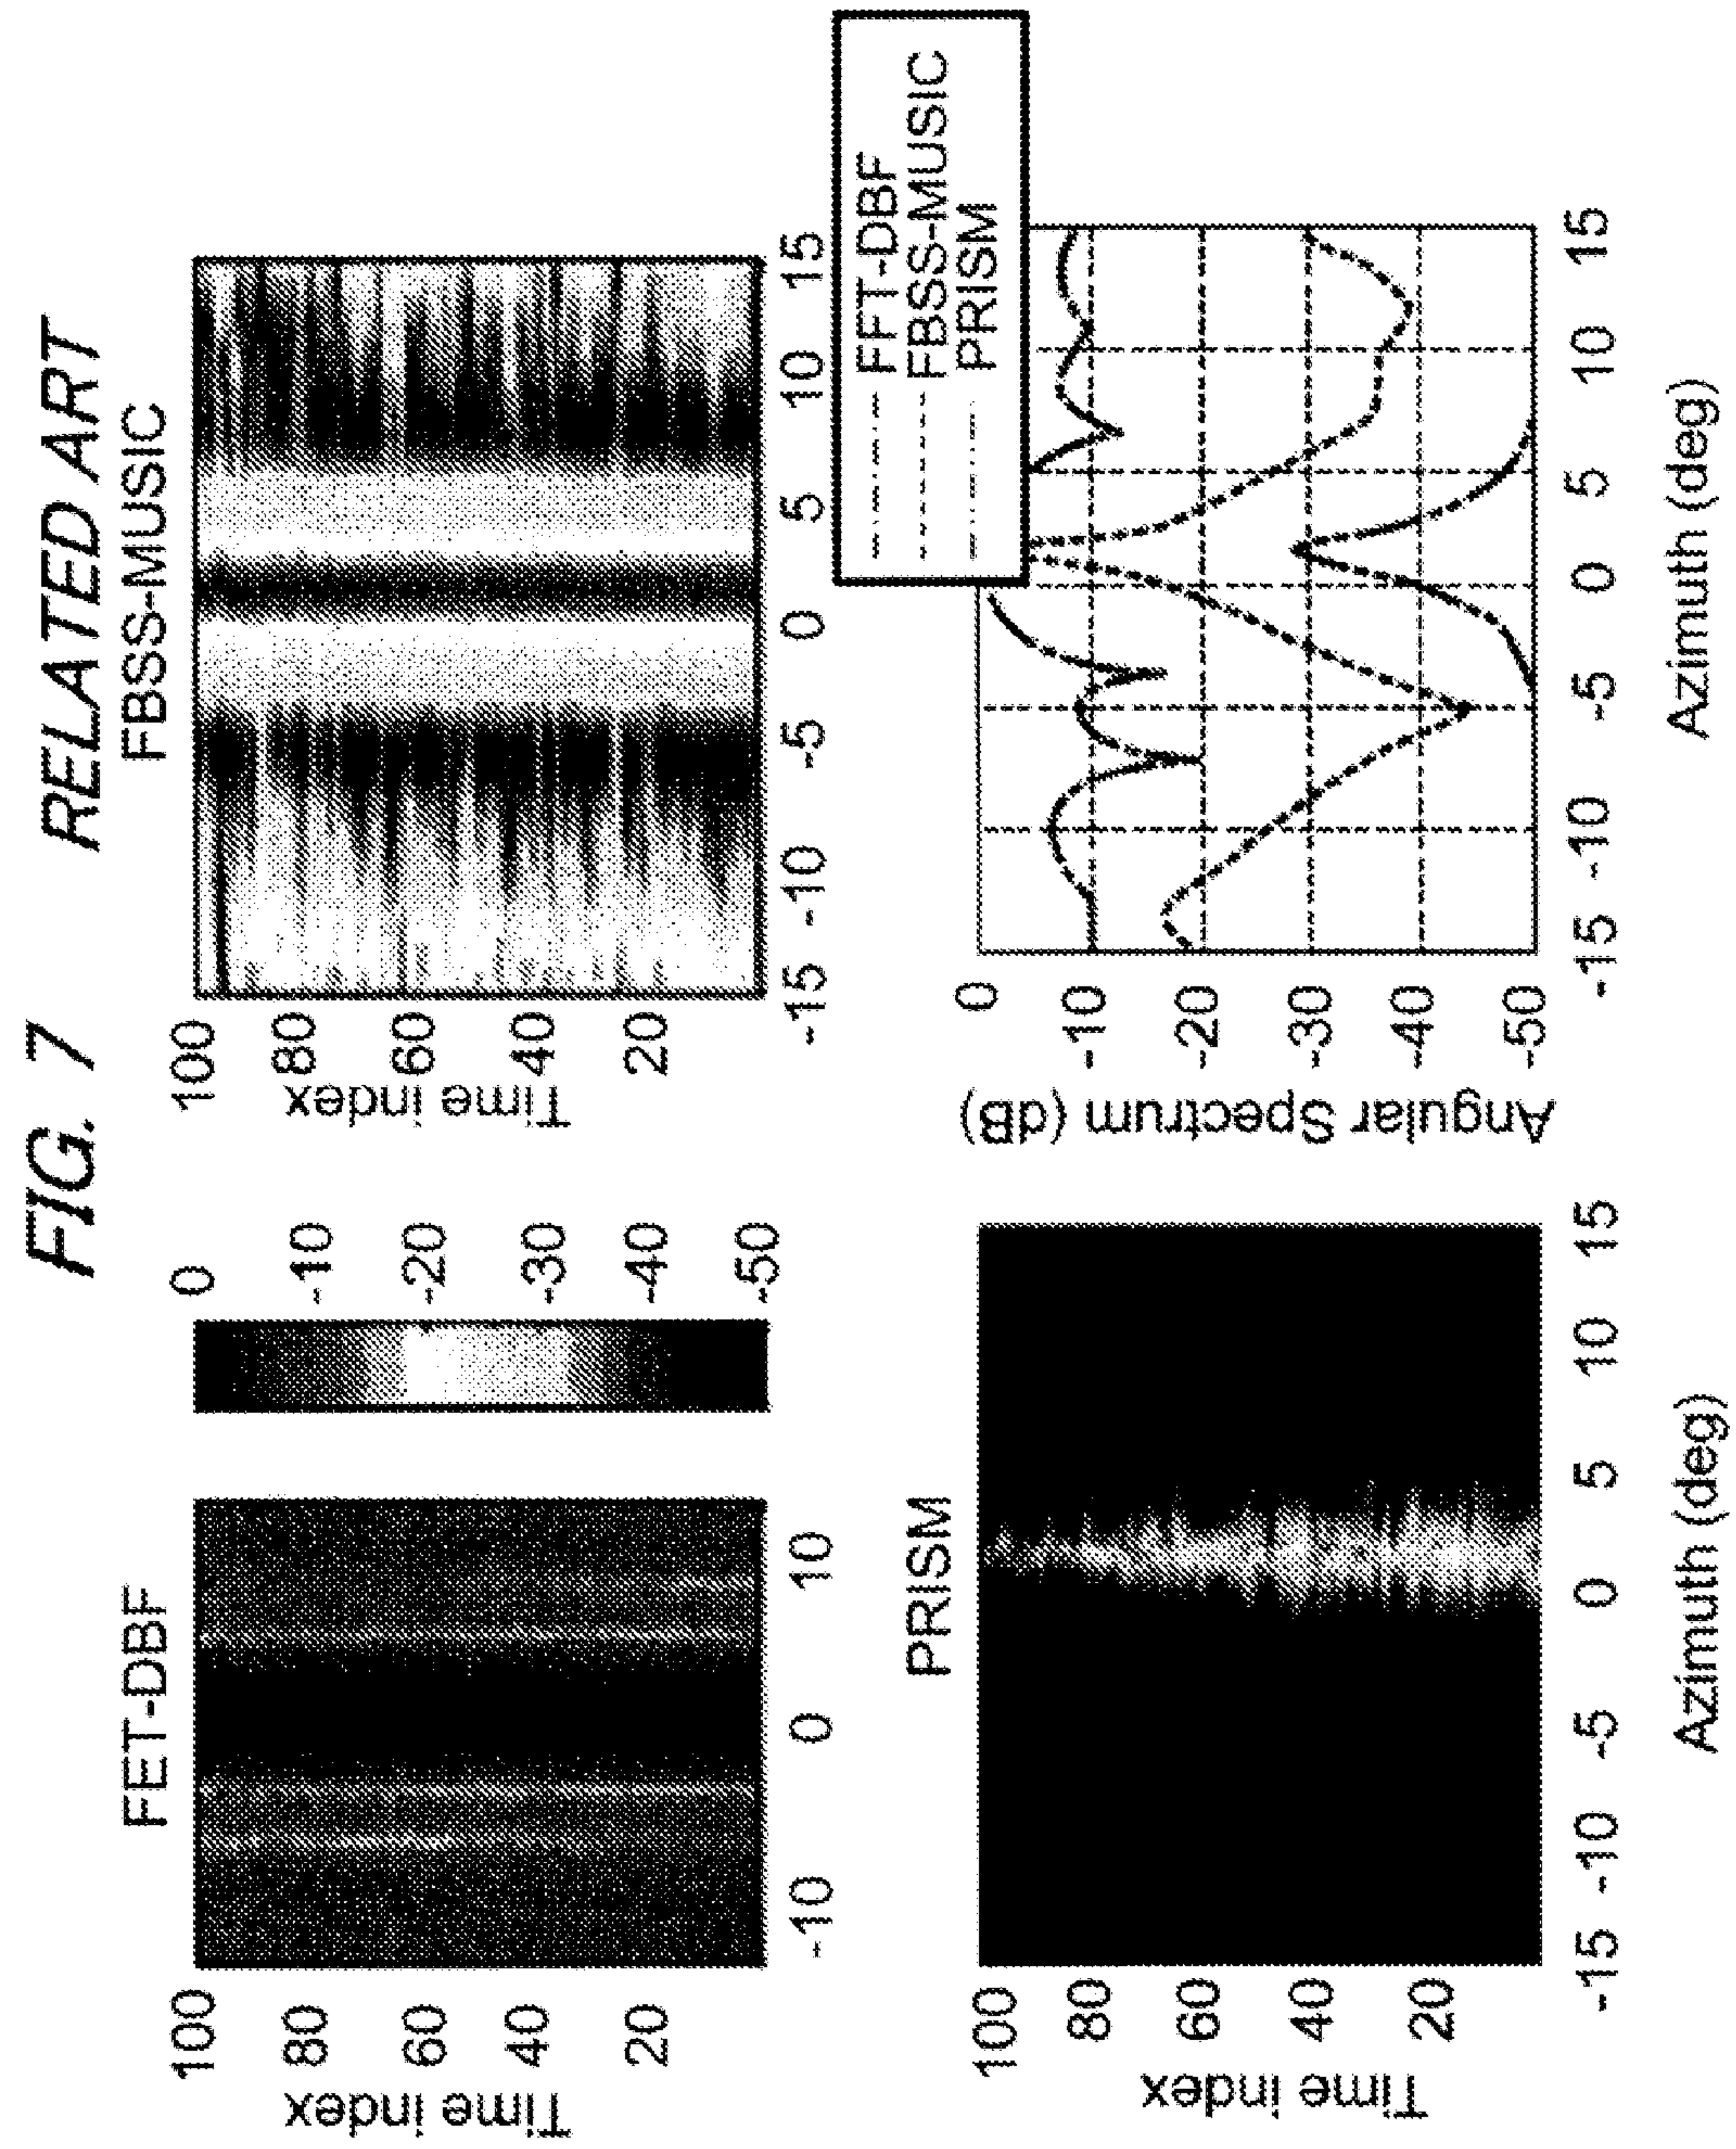 FIG. 7 RELATED ART
FET-DBF
Time index
100
80
60
40
20
-10 0 10
0
-10
-20
-30
-40
-50
FBSS-MUSIC
Time index
100
80
60
40
20
-15 -10 -5 0 5 10 15
PRISM
Time index
100
80
60
40
20
-15 -10 -5 0 5 10 15
Azimuth (deg)
Angular Spectrum (dB)
0
-10
-20
-30
-40
-50
FFT-DBF
FBSS-MUSIC
PRISM
-15 -10 -5 0 5 10 15
Azimuth (deg)